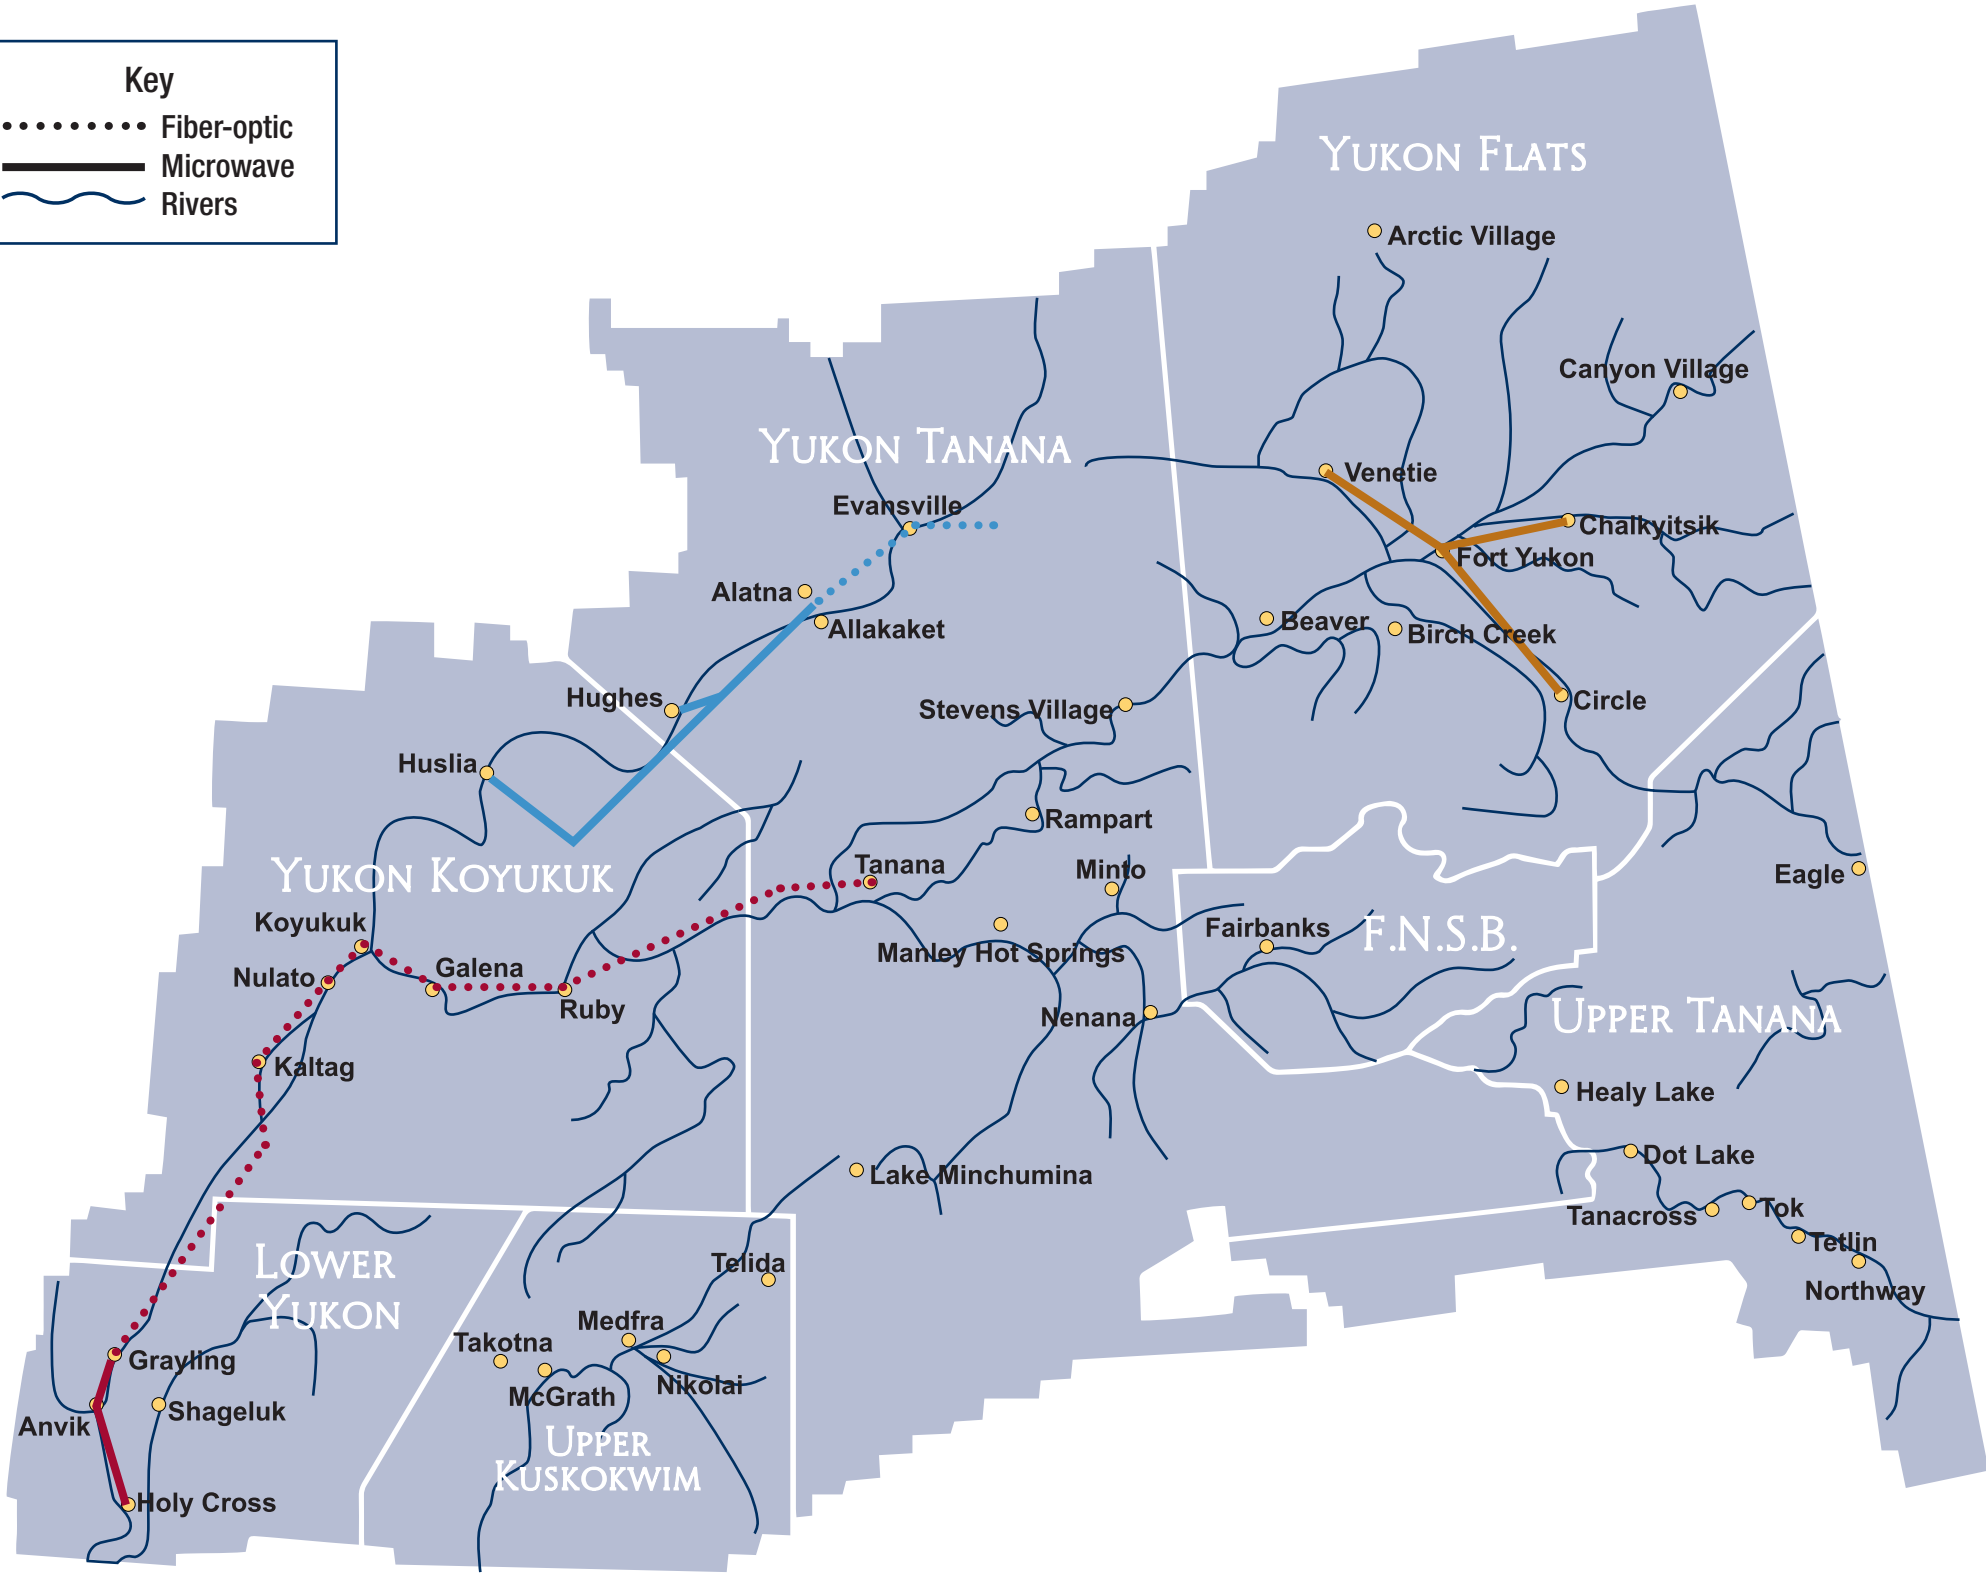 Key
Fiber-optic
Microwave
Rivers
Yukon Flats
Arctic Village
Canyon Village
Yukon Tanana
Venetie
Evansville
Chalkyitsik
Fort Yukon
Alatna
Allakaket
Beaver
Birch Creek
Hughes
Stevens Village
Circle
Huslia
Rampart
Yukon Koyukuk
Tanana
Minto
Eagle
Koyukuk
Fairbanks
F.N.S.B.
Manley Hot Springs
Galena
Nulato
Ruby
Nenana
Upper Tanana
Kaltag
Healy Lake
Dot Lake
Lake Minchumina
Tanacross
Tok
Tetlin
Northway
Lower
Yukon
Telida
Medfra
Takotna
Grayling
Nikolai
McGrath
Shageluk
Anvik
Upper
Kuskokwim
Holy Cross